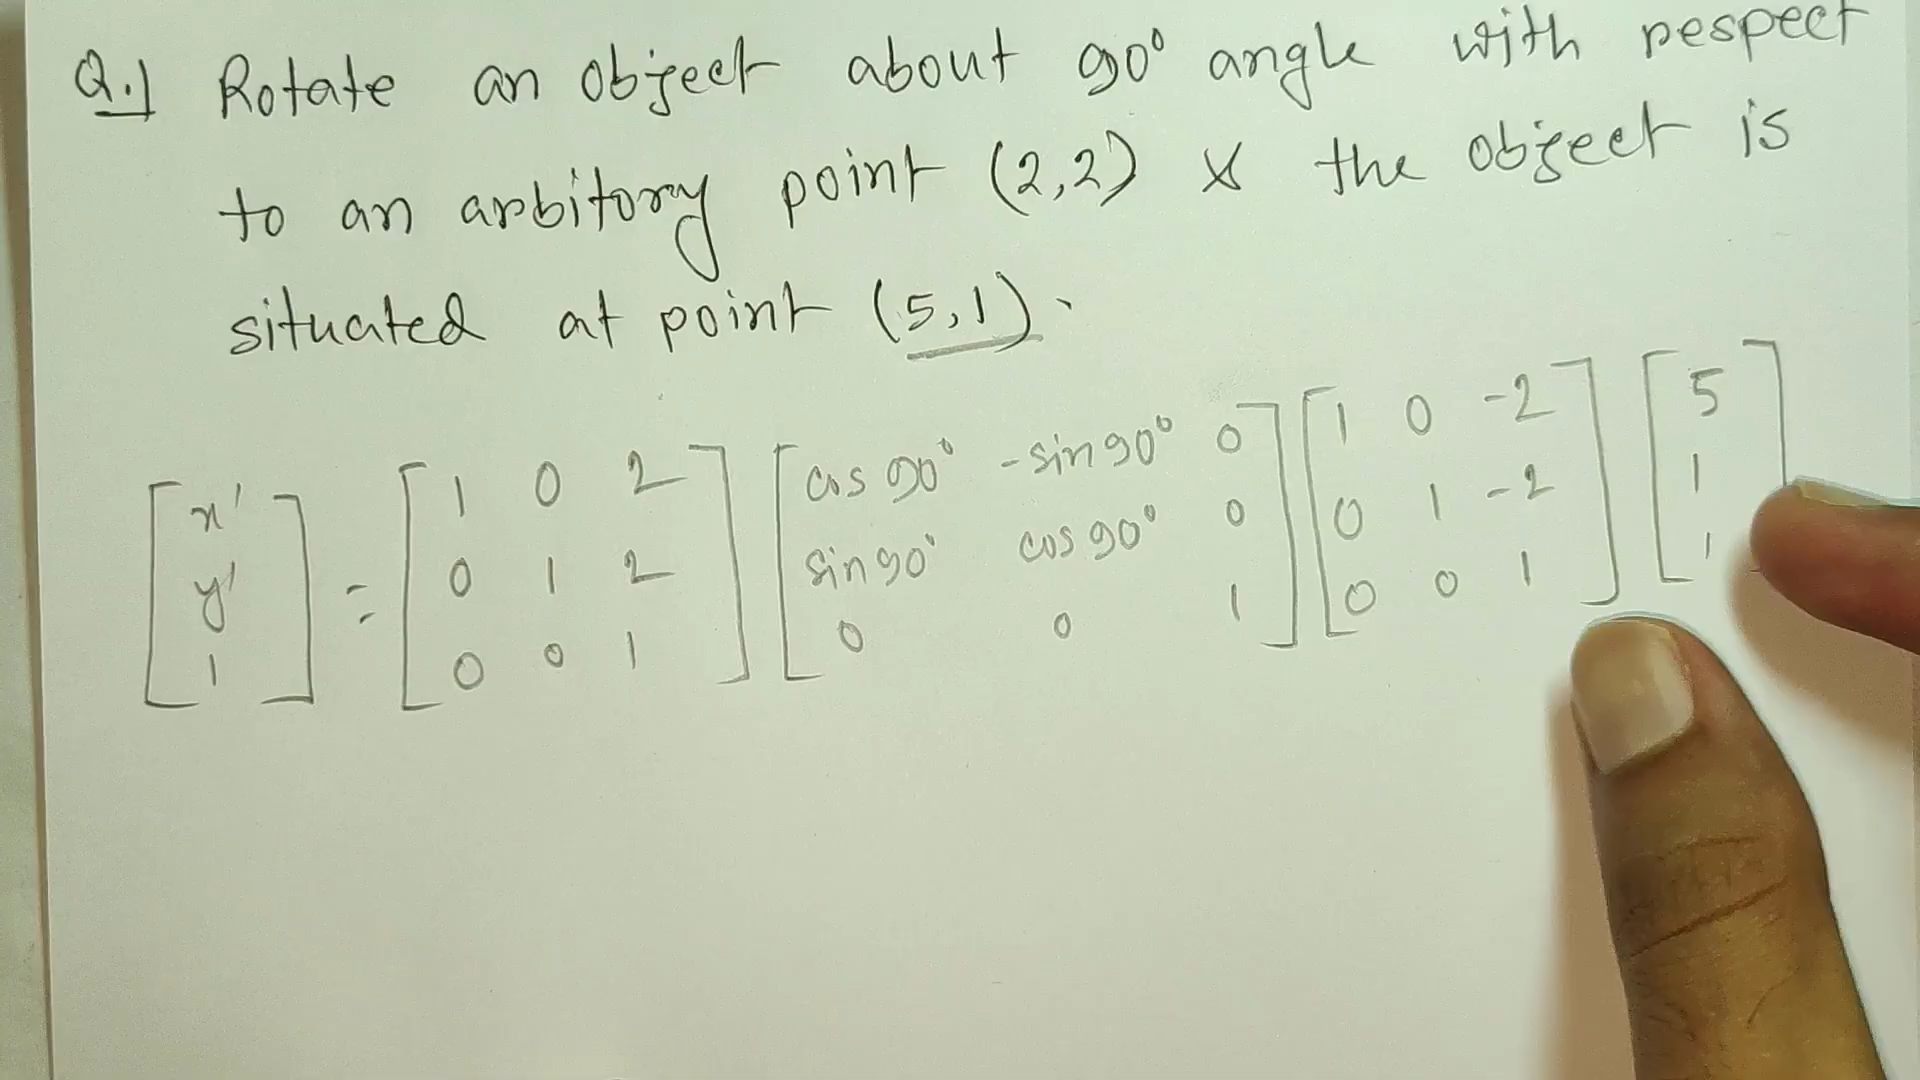 Q.1 Rotate an object about 90° angle with respect
to an arbitory point (2,2) & the object is
situated at point (5,1).
[x' y' 1] = [1 0 2; 0 1 2; 0 0 1] [cos 90° -sin 90° 0; sin 90° cos 90° 0; 0 0 1] [1 0 -2; 0 1 -2; 0 0 1] [5 1 1]